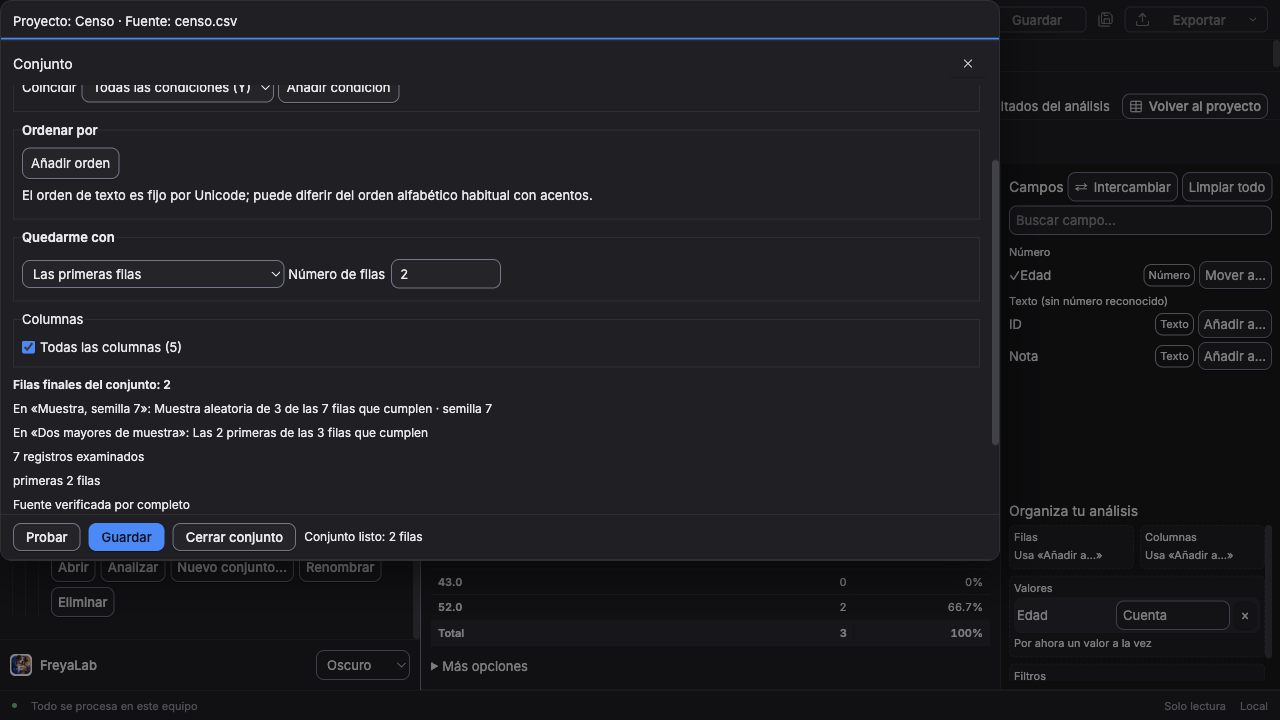 Proyecto: Censo · Fuente: censo.csv
Guardar
Exportar
Conjunto
×
Coincidir Todas las condiciones (Y) Añadir condición
ltados del análisis
Volver al proyecto
Ordenar por
Añadir orden
El orden de texto es fijo por Unicode; puede diferir del orden alfabético habitual con acentos.
Campos
Intercambiar
Limpiar todo
Buscar campo...
Quedarme con
Las primeras filas Número de filas 2
Número
✓Edad Número Mover a...
Texto (sin número reconocido)
ID Texto Añadir a...
Nota Texto Añadir a...
Columnas
Todas las columnas (5)
Filas finales del conjunto: 2
En «Muestra, semilla 7»: Muestra aleatoria de 3 de las 7 filas que cumplen · semilla 7
En «Dos mayores de muestra»: Las 2 primeras de las 3 filas que cumplen
7 registros examinados
primeras 2 filas
Fuente verificada por completo
Probar Guardar Cerrar conjunto Conjunto listo: 2 filas
Organiza tu análisis
Filas
Usa «Añadir a...»
Columnas
Usa «Añadir a...»
Valores
Edad Cuenta ×
Por ahora un valor a la vez
Filtros
Abrir Analizar Nuevo conjunto... Renombrar
Eliminar
43.0 0 0%
52.0 2 66.7%
Total 3 100%
Más opciones
FreyaLab Oscuro
Todo se procesa en este equipo
Solo lectura Local